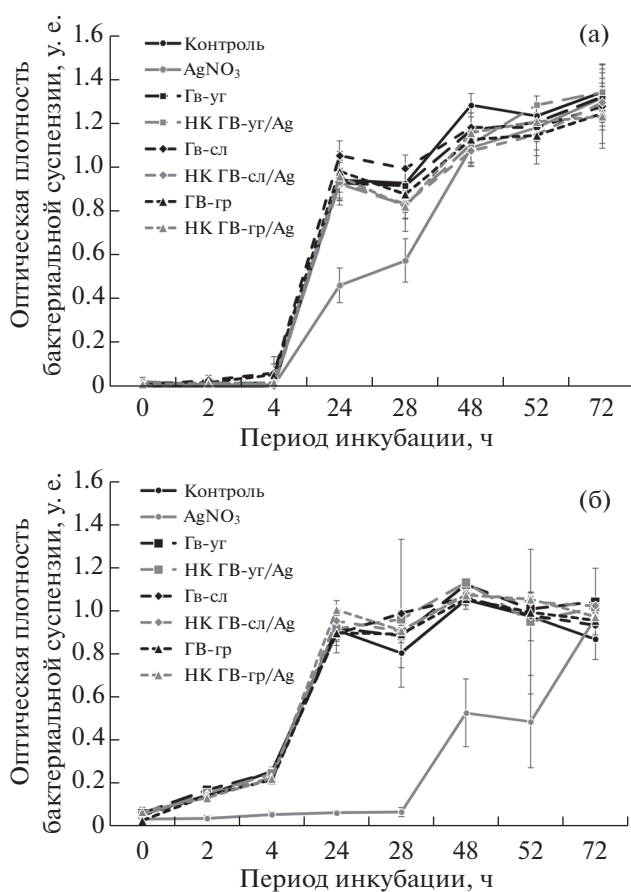 (а)
Оптическая плотность
бактериальной суспензии, у. е.
1.6
1.4
1.2
1.0
0.8
0.6
0.4
0.2
0
Контроль
AgNO3
Гв-уг
НК ГВ-уг/Ag
Гв-сл
НК ГВ-сл/Ag
ГВ-гр
НК ГВ-гр/Ag
0 2 4 24 28 48 52 72
Период инкубации, ч
(б)
Оптическая плотность
бактериальной суспензии, у. е.
1.6
1.4
1.2
1.0
0.8
0.6
0.4
0.2
0
Контроль
AgNO3
Гв-уг
НК ГВ-уг/Ag
Гв-сл
НК ГВ-сл/Ag
ГВ-гр
НК ГВ-гр/Ag
0 2 4 24 28 48 52 72
Период инкубации, ч